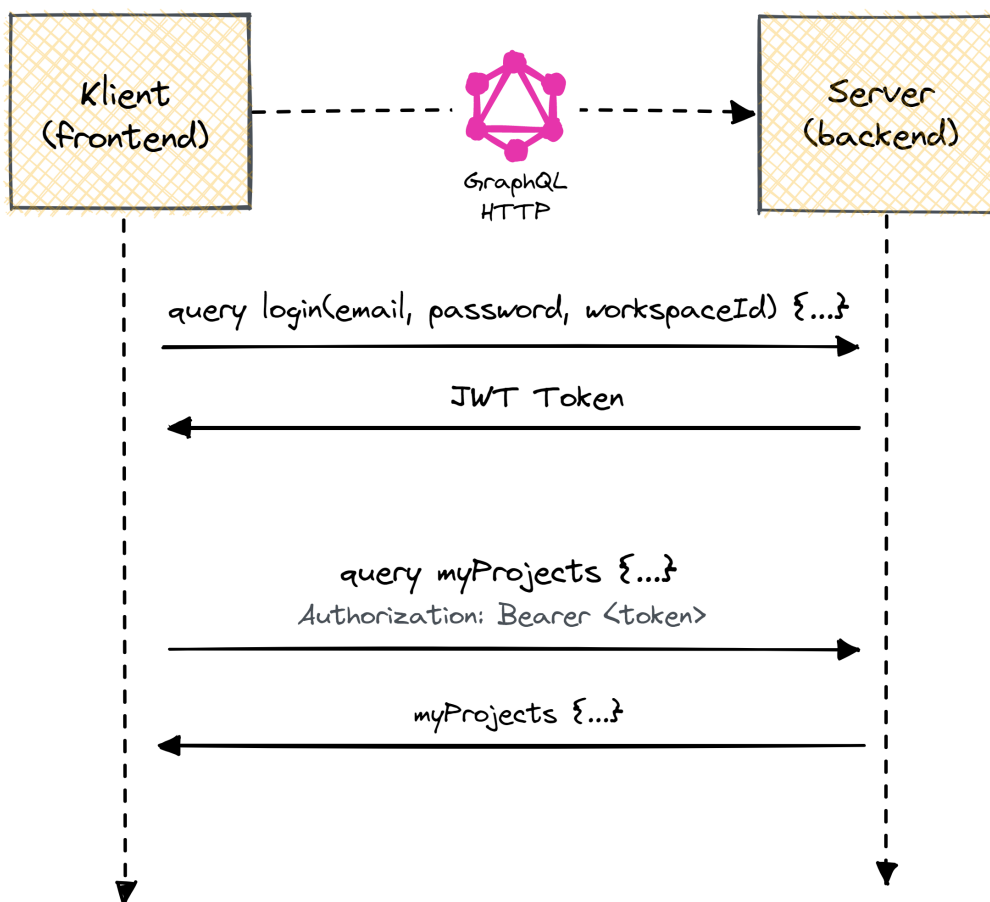 Klient
(frontend)
GraphQL
HTTP
Server
(backend)
query login(email, password, workspaceId) {...}
JWT Token
query myProjects {...}
Authorization: Bearer <token>
myProjects {...}